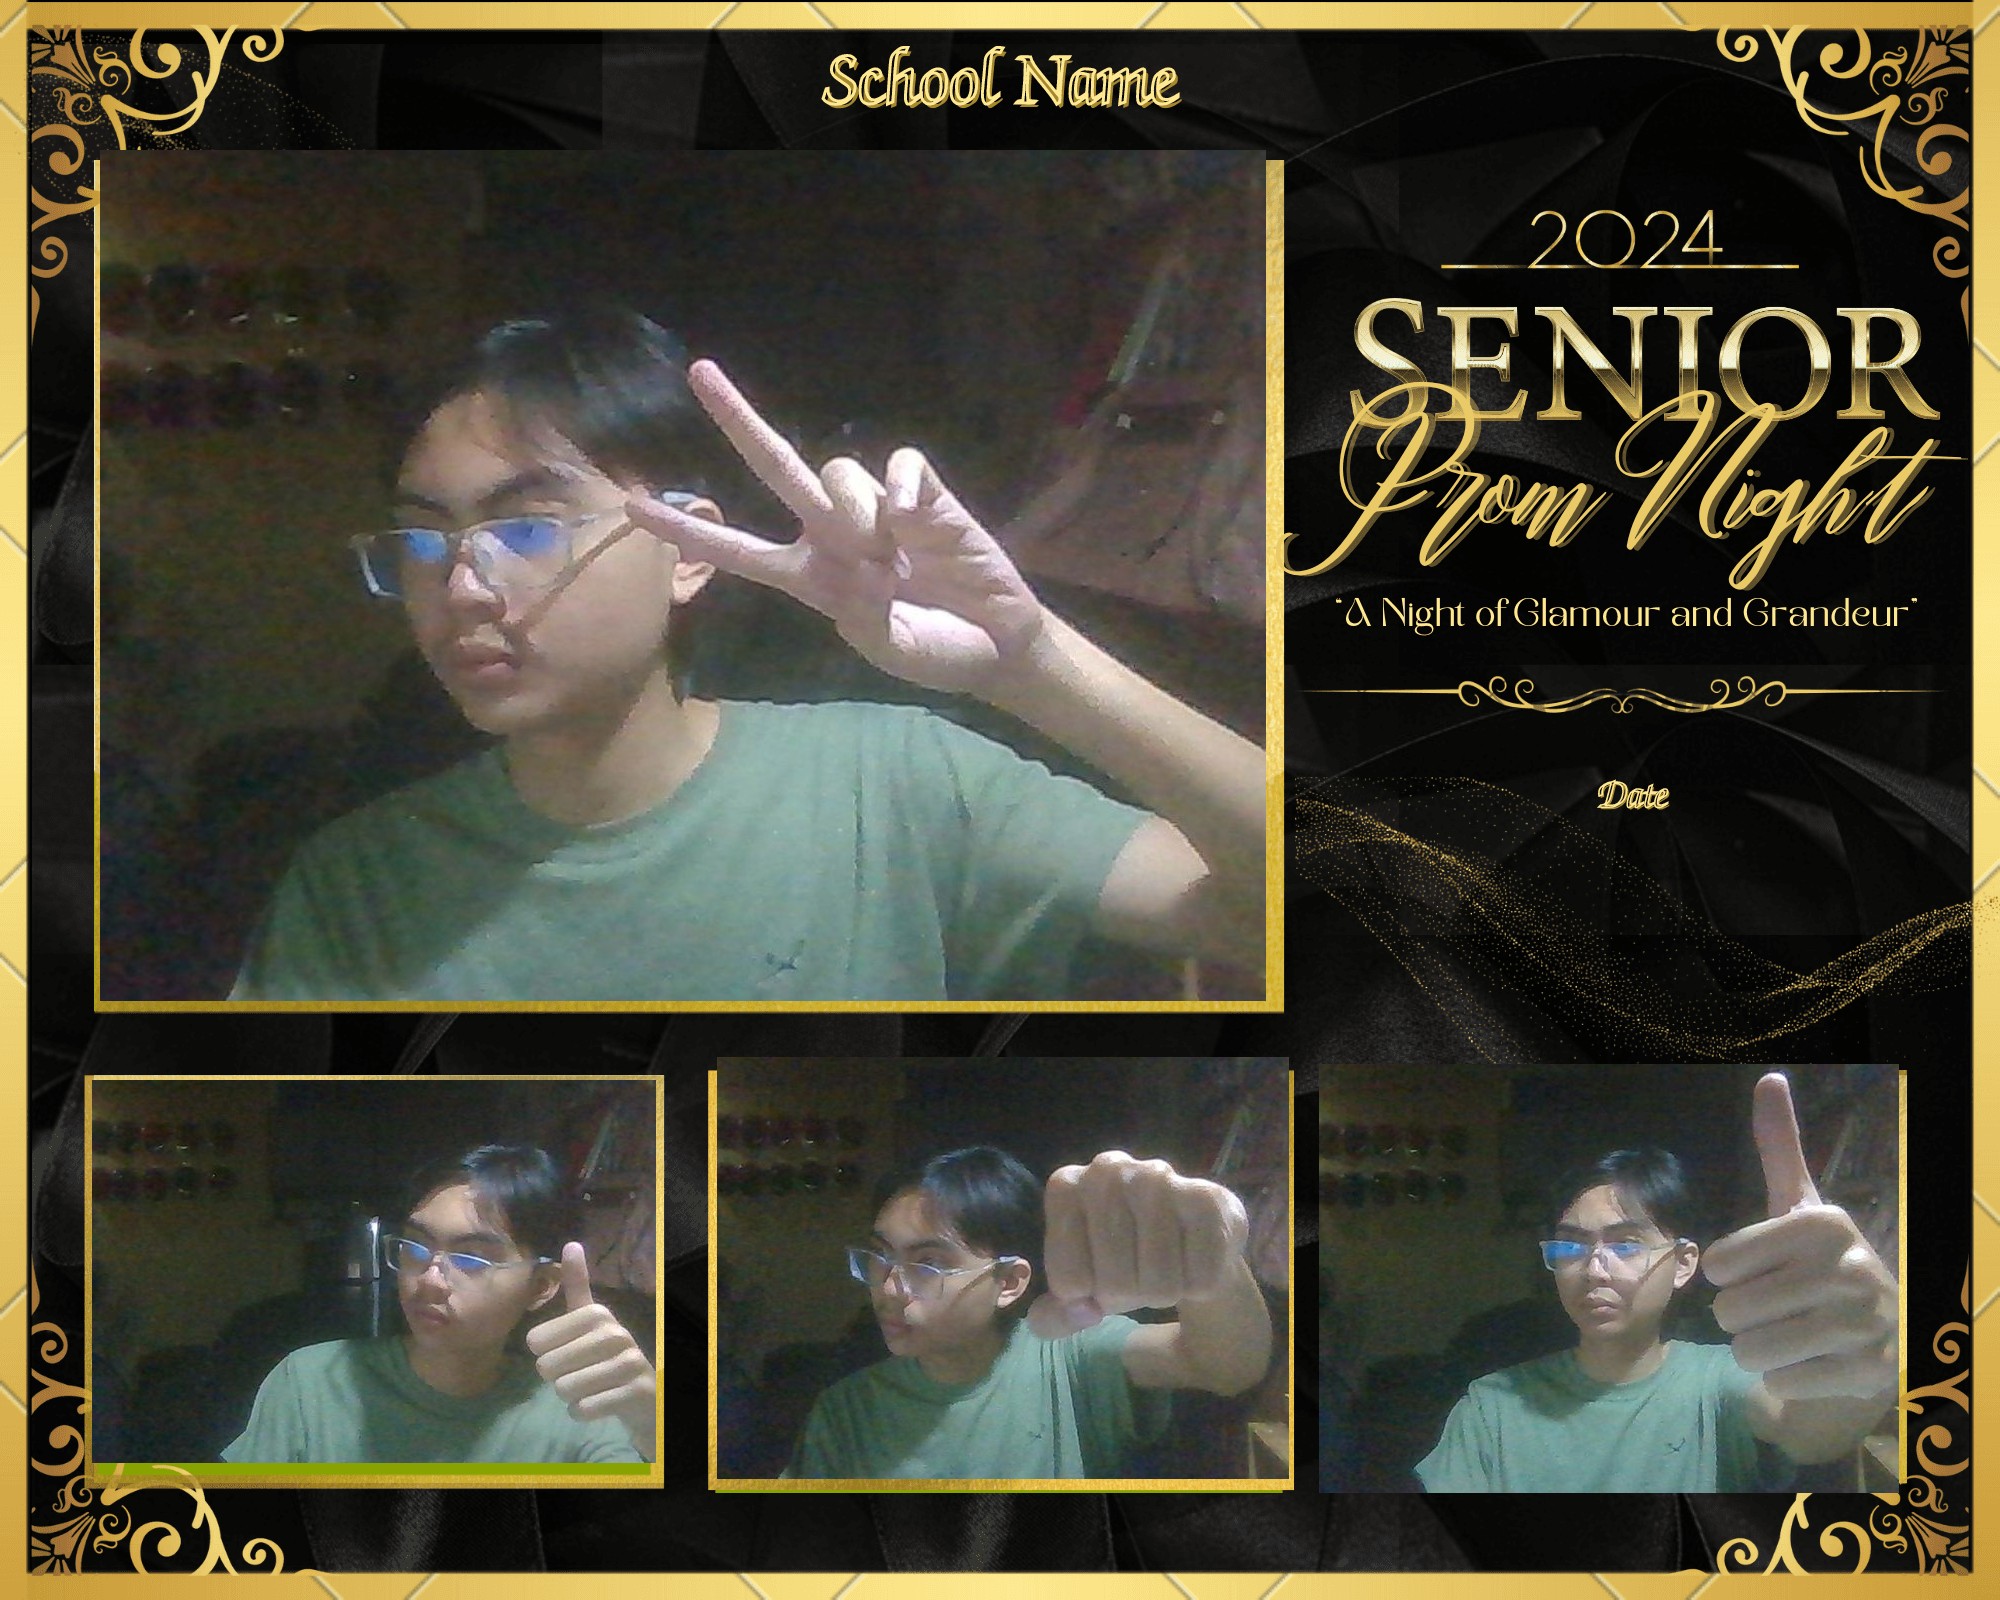 School Name
2024
SENIOR
Prom Night
"A Night of Glamour and Grandeur"
Date